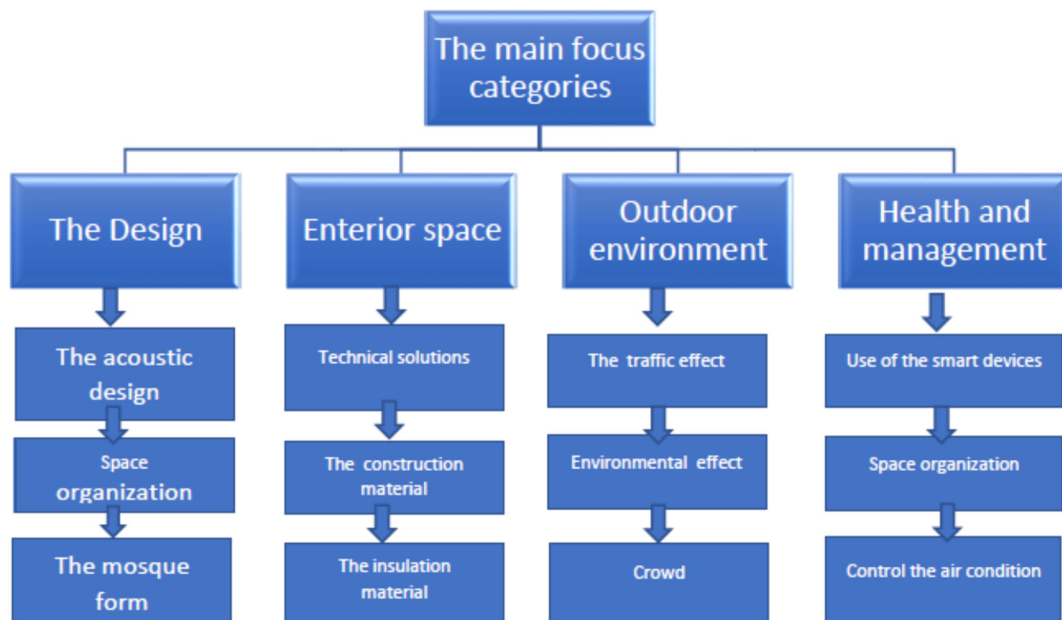 The main focus
categories
The Design
Enterior space
Outdoor
environment
Health and
management
The acoustic
design
Technical solutions
The traffic effect
Use of the smart devices
Space
organization
The construction
material
Environmental effect
Space organization
The mosque
form
The insulation
material
Crowd
Control the air condition